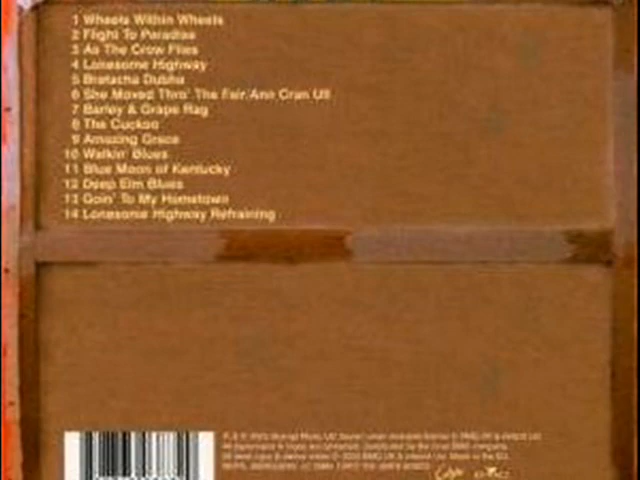 1 Wheels Within Wheels
2 Flight To Paradise
3 As The Crow Flies
4 Lonesome Highway
5 Bratacha Dubha
6 She Moved Thro' The Fair/Ann Cran Ull
7 Barley & Grape Rag
8 The Cuckoo
9 Amazing Grace
10 Walkin' Blues
11 Blue Moon of Kentucky
12 Deep Elm Blues
13 Goin' To My Hometown
14 Lonesome Highway Refraining